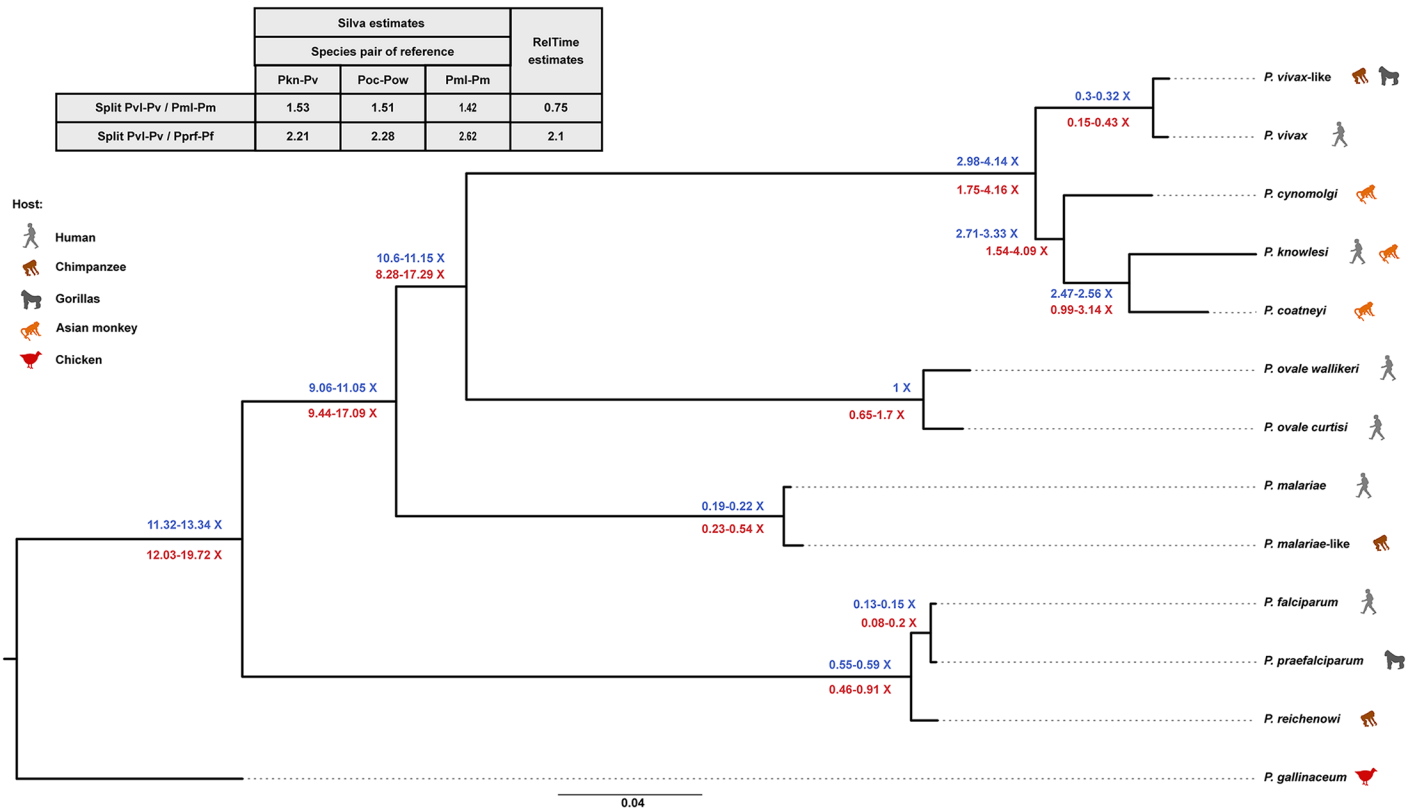 Silva estimates
Species pair of reference
RelTime
estimates
Pkn-Pv Poc-Pow Pml-Pm
Split Pvl-Pv / Pml-Pm 1.53 1.51 1.42 0.75
Split Pvl-Pv / Pprf-Pf 2.21 2.28 2.62 2.1
Host:
Human
Chimpanzee
Gorillas
Asian monkey
Chicken
P. vivax-like
0.3-0.32 X
0.15-0.43 X
P. vivax
2.98-4.14 X
1.75-4.16 X
P. cynomolgi
2.71-3.33 X
1.54-4.09 X
P. knowlesi
10.6-11.15 X
8.28-17.29 X
2.47-2.56 X
0.99-3.14 X
P. coatneyi
P. ovale wallikeri
9.06-11.05 X
9.44-17.09 X
1 X
0.65-1.7 X
P. ovale curtisi
P. malariae
0.19-0.22 X
0.23-0.54 X
11.32-13.34 X
12.03-19.72 X
P. malariae-like
0.13-0.15 X
0.08-0.2 X
P. falciparum
0.55-0.59 X
0.46-0.91 X
P. praefalciparum
P. reichenowi
P. gallinaceum
0.04